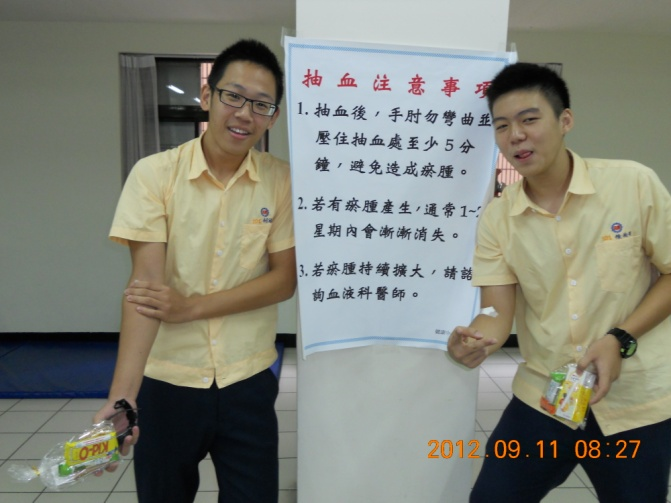 抽血注意事項
1. 抽血後，手肘勿彎曲並
壓住抽血處至少5分
鐘，避免造成瘀腫。
2. 若有瘀腫產生，通常1~
星期內會漸漸消失。
3. 若瘀腫持續擴大，請
詢血液科醫師。
O-PLY
2012.09.11 08:27